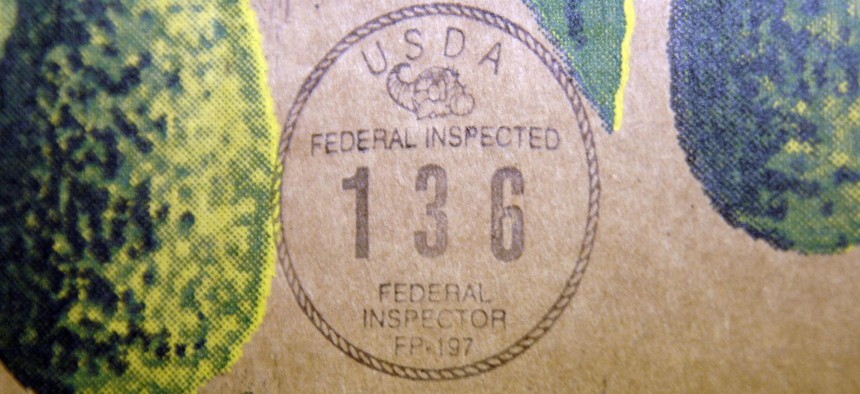 USDA
FEDERAL INSPECTED
136
FEDERAL
INSPECTOR
FP-197